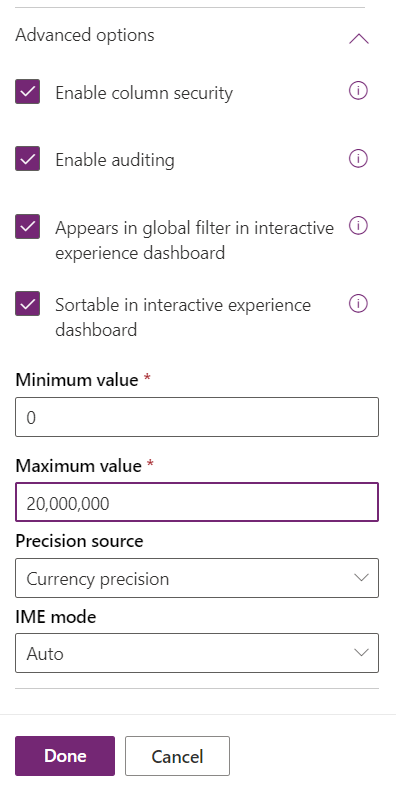 Advanced options
Enable column security
Enable auditing
Appears in global filter in interactive
experience dashboard
Sortable in interactive experience
dashboard
Minimum value *
0
Maximum value *
20,000,000
Precision source
Currency precision
IME mode
Auto
Done
Cancel